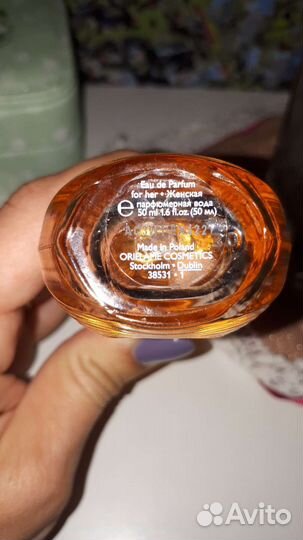 Eau de Parfum
for her • Женская
парфюмерная вода
℮ 50 ml 1.6 fl.oz. (50 мл)
Made in Poland
ORIFLAME COSMETICS
Stockholm • Dublin
38531 • 1
Avito